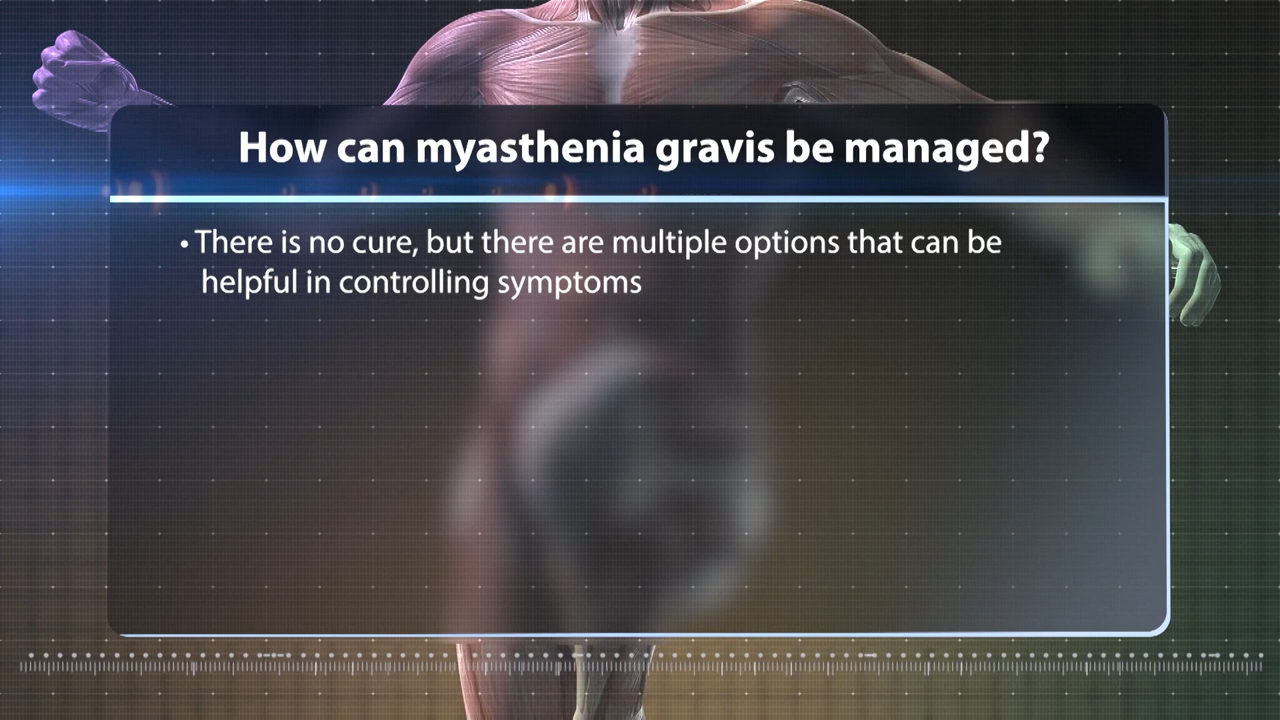 How can myasthenia gravis be managed?
• There is no cure, but there are multiple options that can be
helpful in controlling symptoms